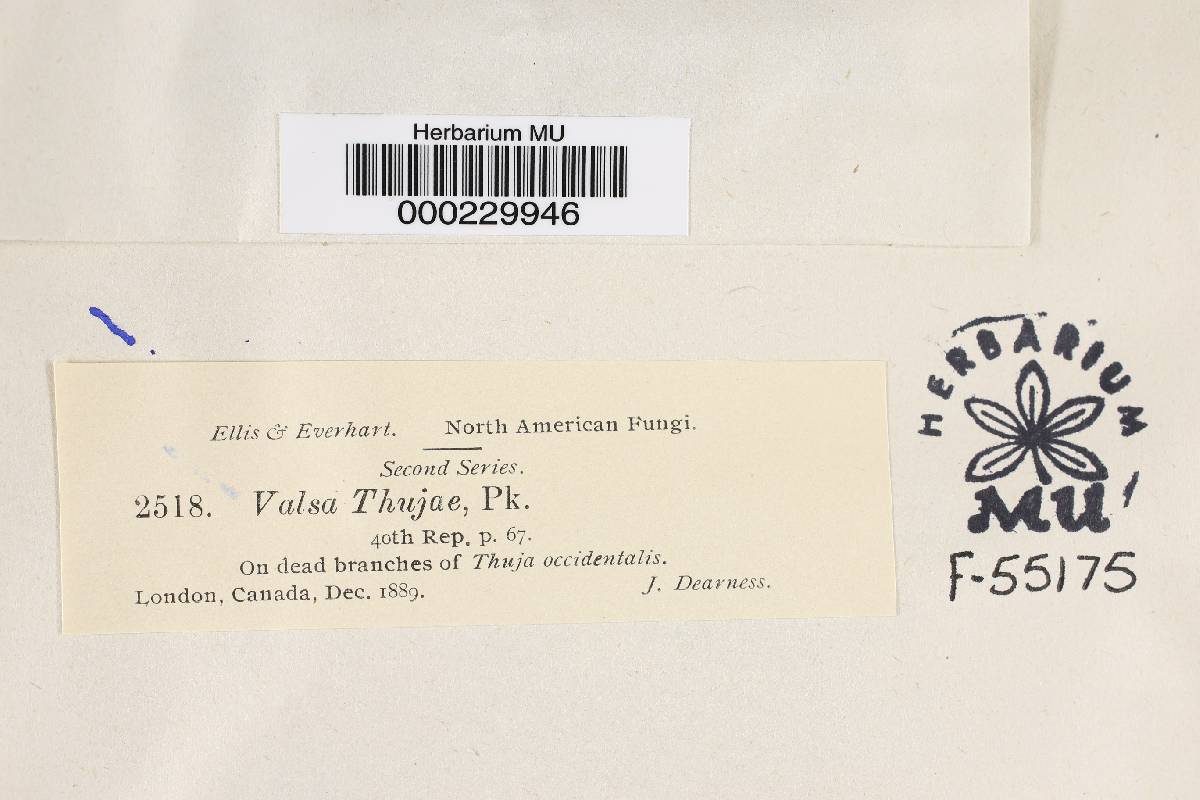 Herbarium MU
000229946
Ellis & Everhart. North American Fungi.
Second Series.
2518. Valsa Thujae, Pk.
40th Rep. p. 67.
On dead branches of Thuja occidentalis.
London, Canada, Dec. 1889. J. Dearness.
HERBARIUM
MU
F-55175